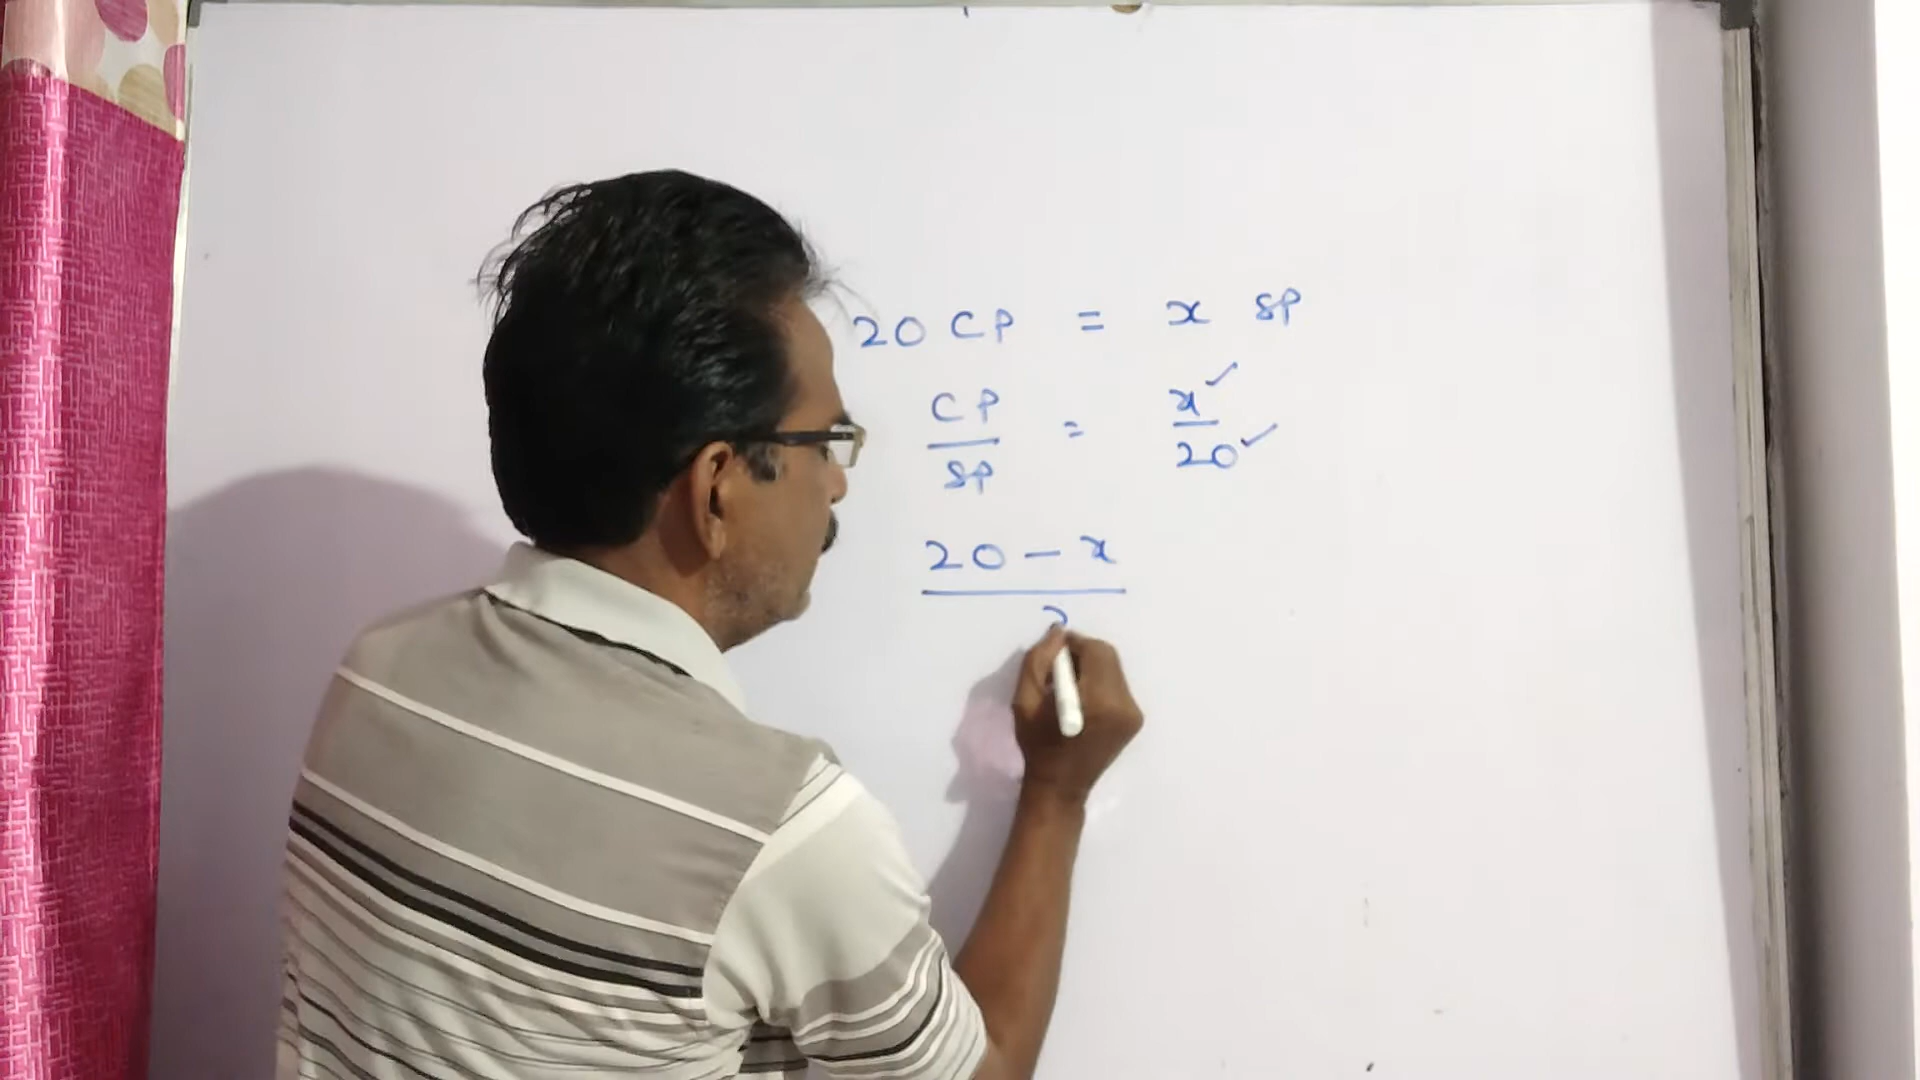 20 CP = x SP
CP/SP = x✓/20✓
20 - x